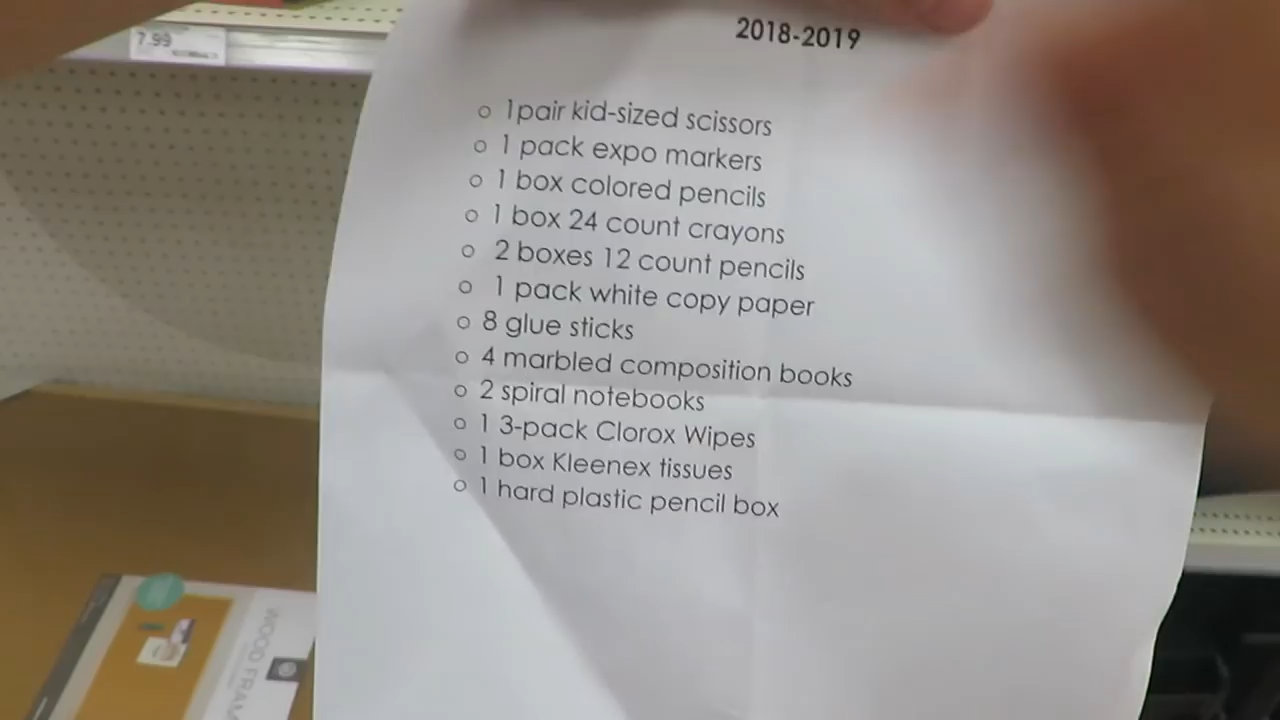 7.99
2018-2019
1pair kid-sized scissors
1 pack expo markers
1 box colored pencils
1 box 24 count crayons
2 boxes 12 count pencils
1 pack white copy paper
8 glue sticks
4 marbled composition books
2 spiral notebooks
1 3-pack Clorox Wipes
1 box Kleenex tissues
1 hard plastic pencil box
WOOD